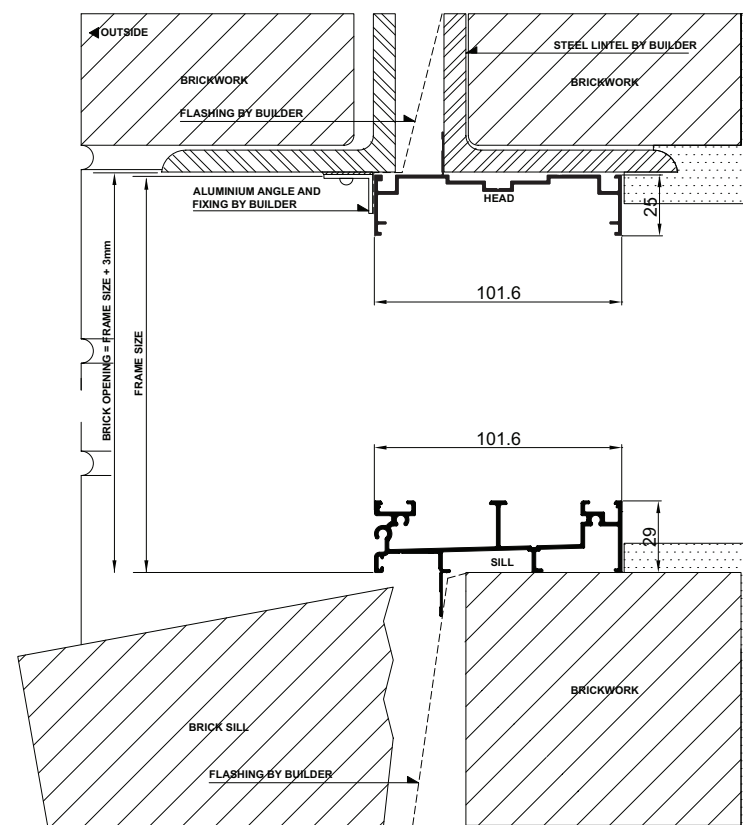 OUTSIDE
STEEL LINTEL BY BUILDER
BRICKWORK
BRICKWORK
FLASHING BY BUILDER
ALUMINIUM ANGLE AND
FIXING BY BUILDER
HEAD
25
101.6
BRICK OPENING = FRAME SIZE + 3mm
FRAME SIZE
101.6
29
SILL
BRICKWORK
BRICK SILL
FLASHING BY BUILDER